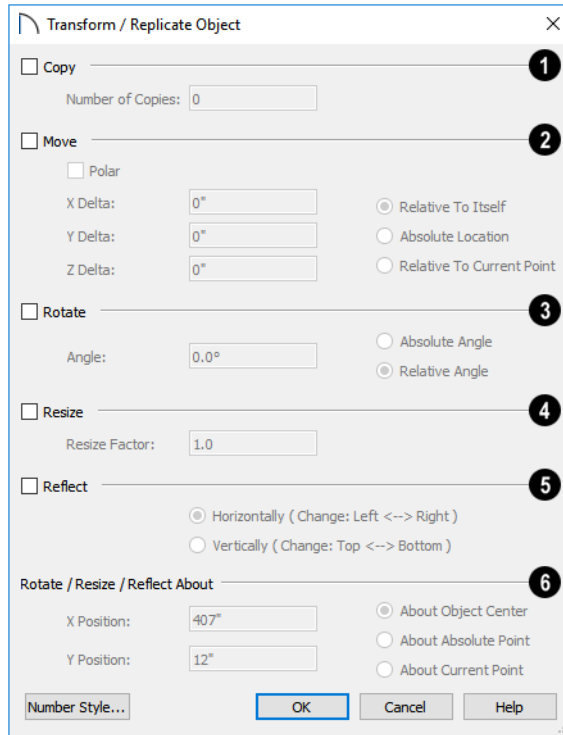 Transform / Replicate Object
Copy 1
Number of Copies: 0
Move 2
Polar
X Delta: 0" Relative To Itself
Y Delta: 0" Absolute Location
Z Delta: 0" Relative To Current Point
Rotate 3
Absolute Angle
Angle: 0.0°
Relative Angle
Resize 4
Resize Factor: 1.0
Reflect 5
Horizontally ( Change: Left <--> Right )
Vertically ( Change: Top <--> Bottom )
Rotate / Resize / Reflect About 6
X Position: 407" About Object Center
About Absolute Point
Y Position: 12"
About Current Point
Number Style... OK Cancel Help